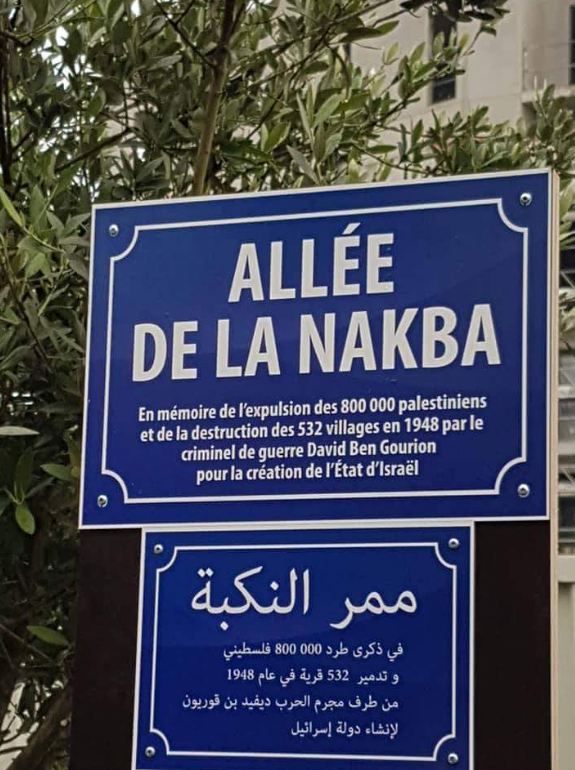 ALLÉE
DE LA NAKBA
En mémoire de l'expulsion des 800 000 palestiniens
et de la destruction des 532 villages en 1948 par le
criminel de guerre David Ben Gourion
pour la création de l'État d'Israël
ممر النكبة
في ذكرى طرد 000 800 فلسطيني
و تدمير 532 قرية في عام 1948
من طرف مجرم الحرب ديفيد بن قوريون
لإنشاء دولة إسرائيل